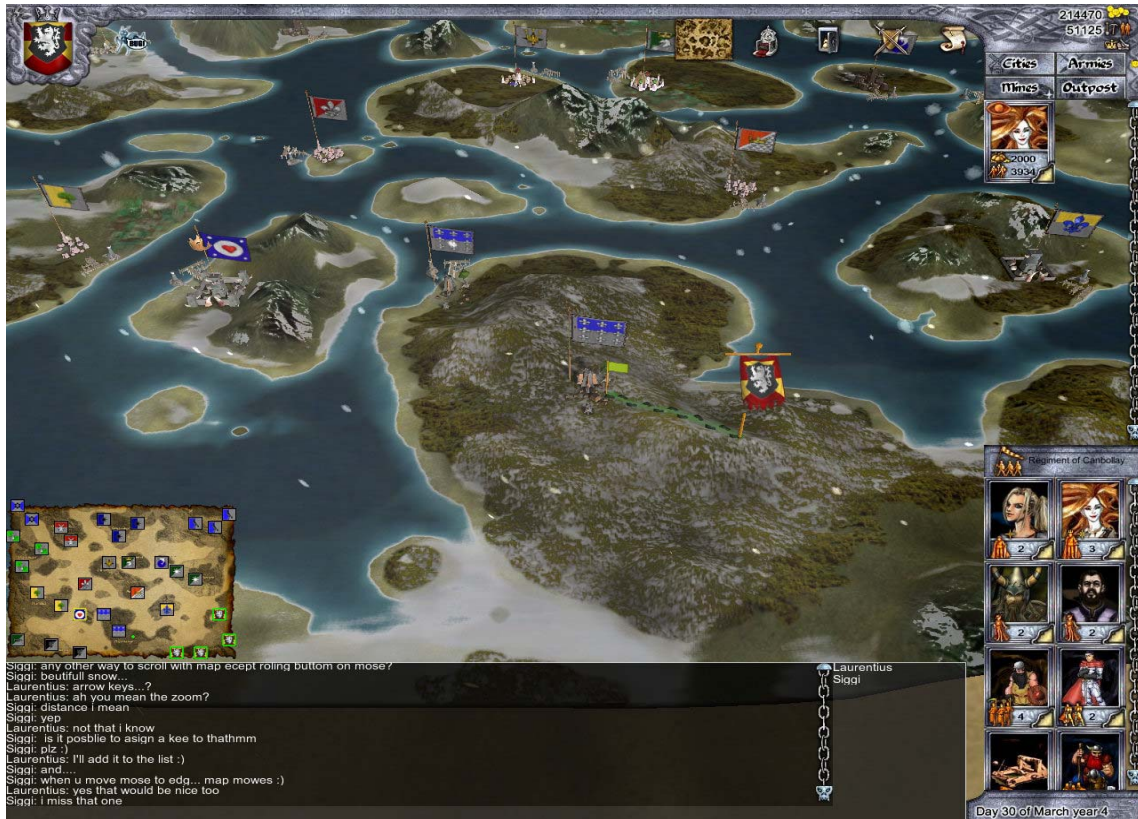 214470
51125
Cities
Armies
Mines
Outpost
2000
3934
Regiment of Canbollay
2
3
2
2
4
2
Siggi: any other way to scroll with map ecept roling buttom on mose?
Siggi: beutifull snow...
Laurentius: arrow keys...?
Laurentius: ah you mean the zoom?
Siggi: distance i mean
Siggi: yep
Laurentius: not that i know
Siggi:  is it posblie to asign a kee to thathmm
Siggi: plz :)
Laurentius: I'll add it to the list :)
Siggi: and....
Siggi: when u move mose to edg... map mowes :)
Laurentius: yes that would be nice too
Siggi: i miss that one
Laurentius
Siggi
Day 30 of March year 4